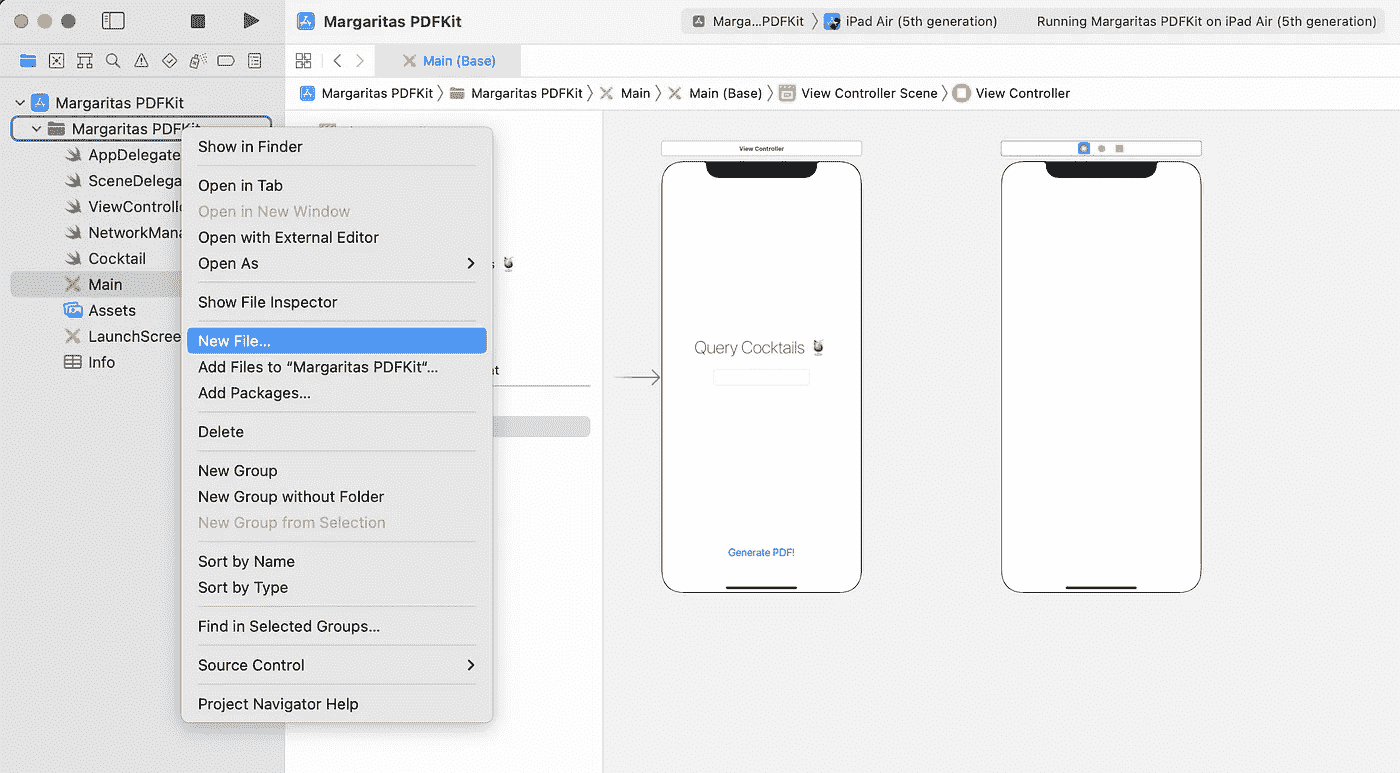 Margaritas PDFKit
Marga...PDFKit
iPad Air (5th generation)
Running Margaritas PDFKit on iPad Air (5th generation)
Main (Base)
Margaritas PDFKit
Margaritas PDFKit
Main
Main (Base)
View Controller Scene
View Controller
Margaritas PDFKit
Margaritas PDFKit
AppDelegate
SceneDelega
ViewControlle
NetworkMana
Cocktail
Main
Assets
LaunchScree
Info
Show in Finder
Open in Tab
Open in New Window
Open with External Editor
Open As
Show File Inspector
New File...
Add Files to “Margaritas PDFKit“...
Add Packages...
Delete
New Group
New Group without Folder
New Group from Selection
Sort by Name
Sort by Type
Find in Selected Groups...
Source Control
Project Navigator Help
View Controller
Query Cocktails
Generate PDF!